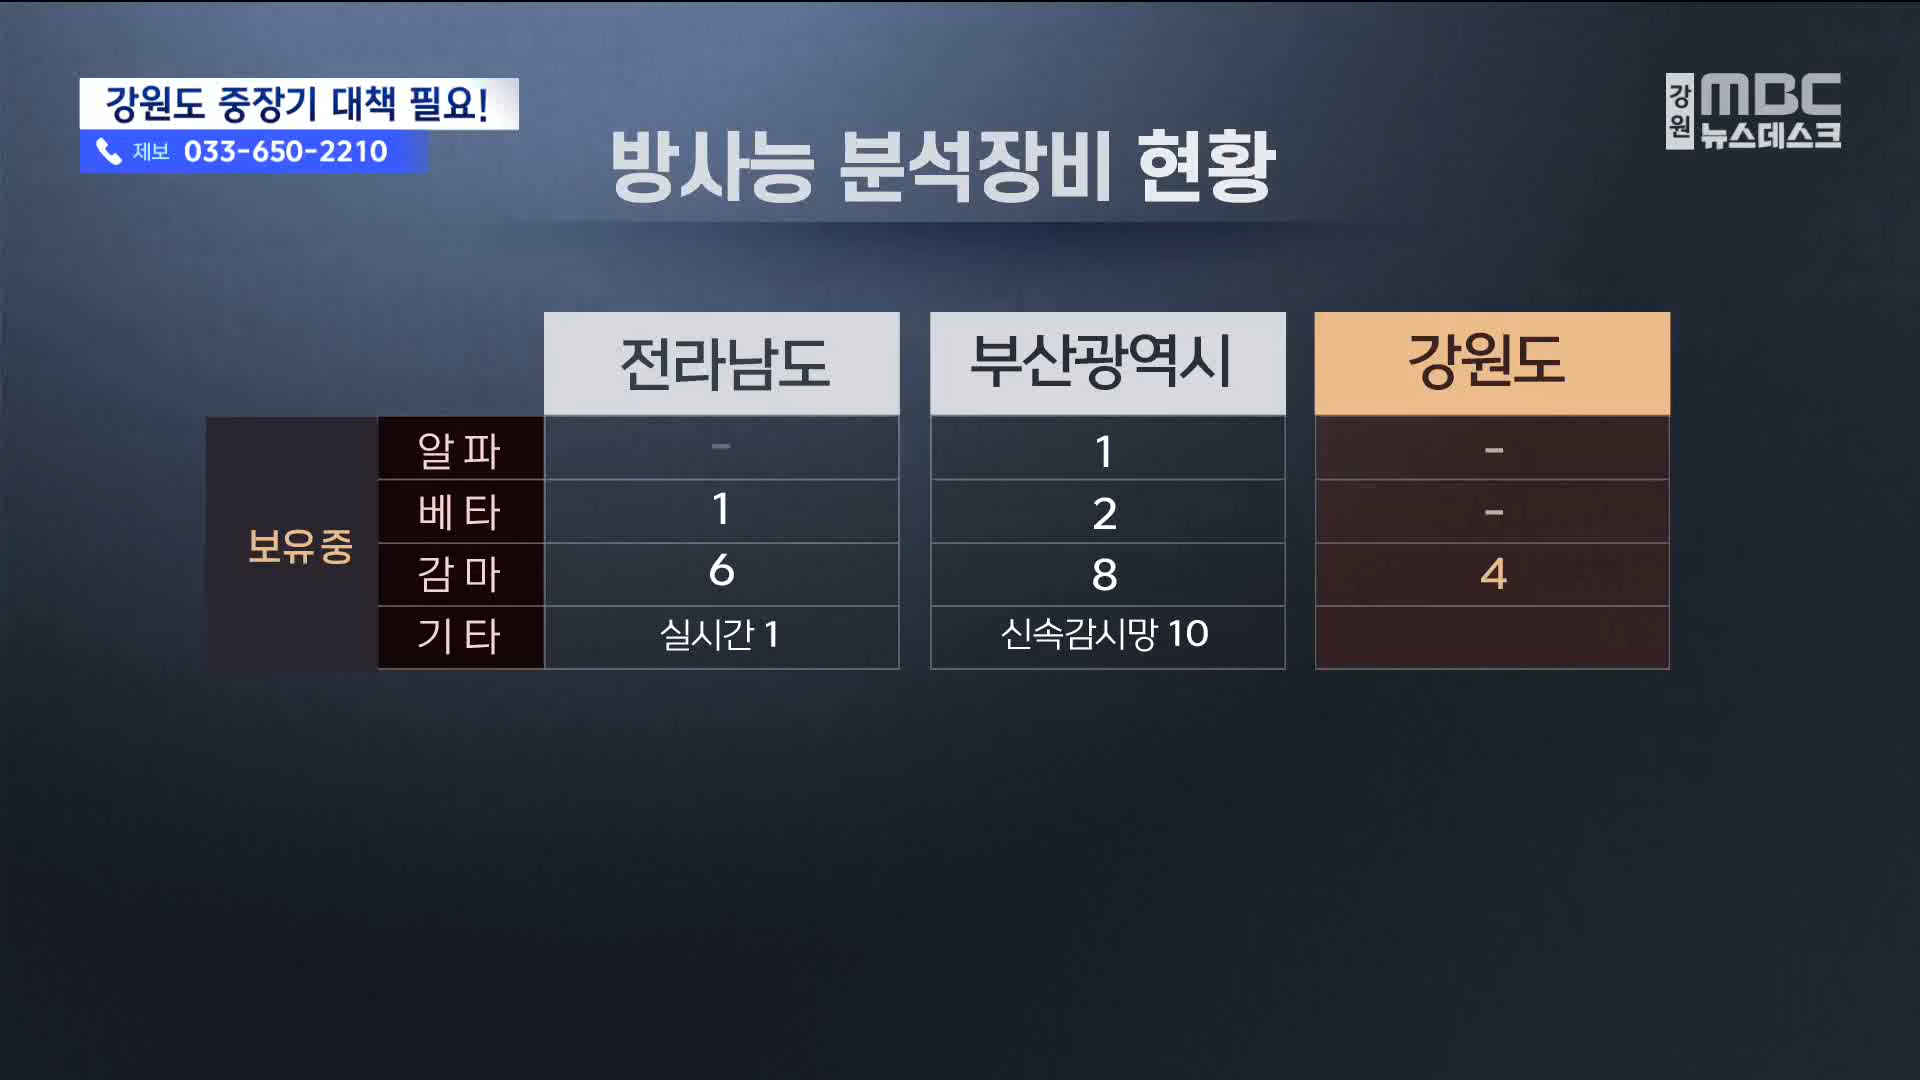 강원도 중장기 대책 필요!
제보 033-650-2210
강원 MBC
뉴스데스크
방사능 분석장비 현황
전라남도 부산광역시 강원도
보유중
알파 - 1 -
베타 1 2 -
감마 6 8 4
기타 실시간 1 신속감시망 10